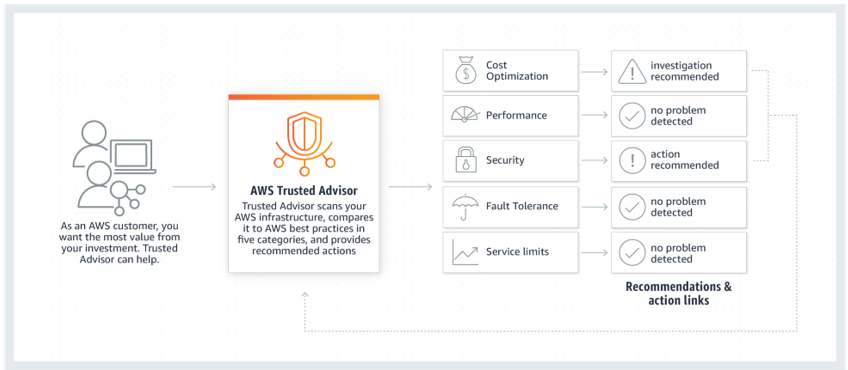 As an AWS customer, you
want the most value from
your investment. Trusted
Advisor can help.
AWS Trusted Advisor
Trusted Advisor scans your
AWS infrastructure, compares
it to AWS best practices in
five categories, and provides
recommended actions
Cost
Optimization
investigation
recommended
Performance
no problem
detected
Security
action
recommended
Fault Tolerance
no problem
detected
Service limits
no problem
detected
Recommendations &
action links